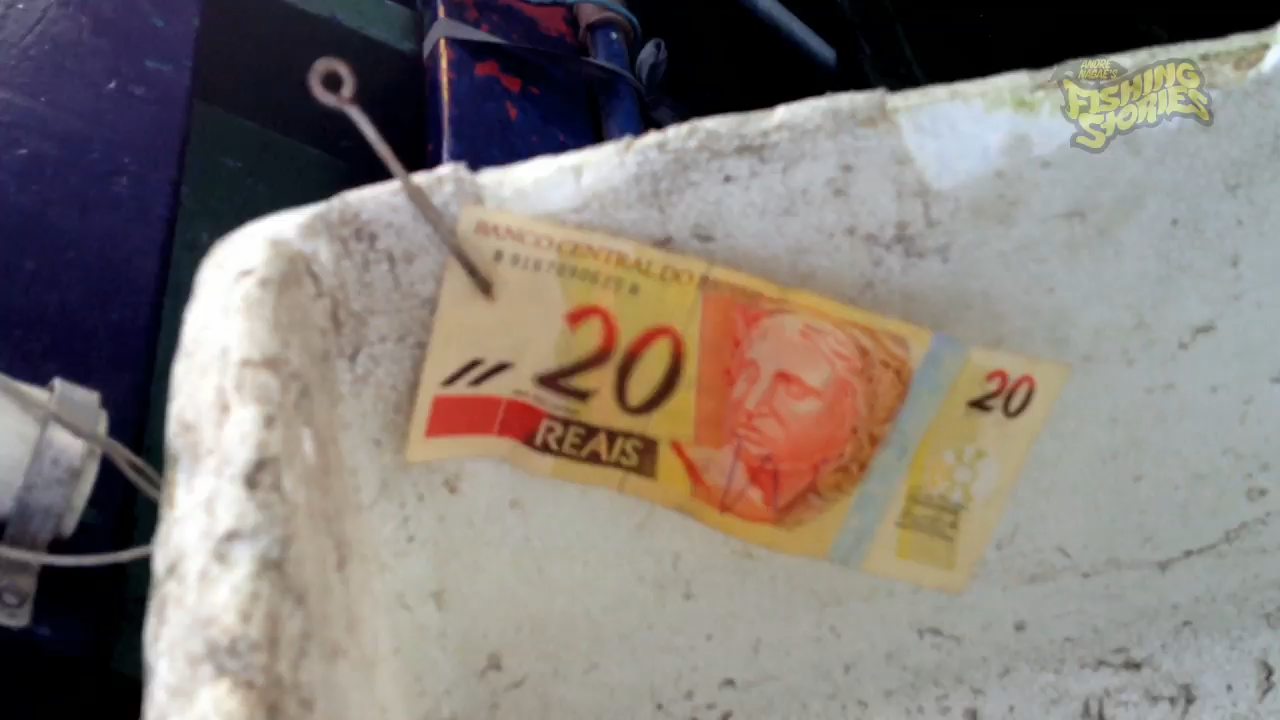 ANDRE
NABAE'S
FISHING
STORIES
BANCO CENTRAL DO
20
REAIS
20